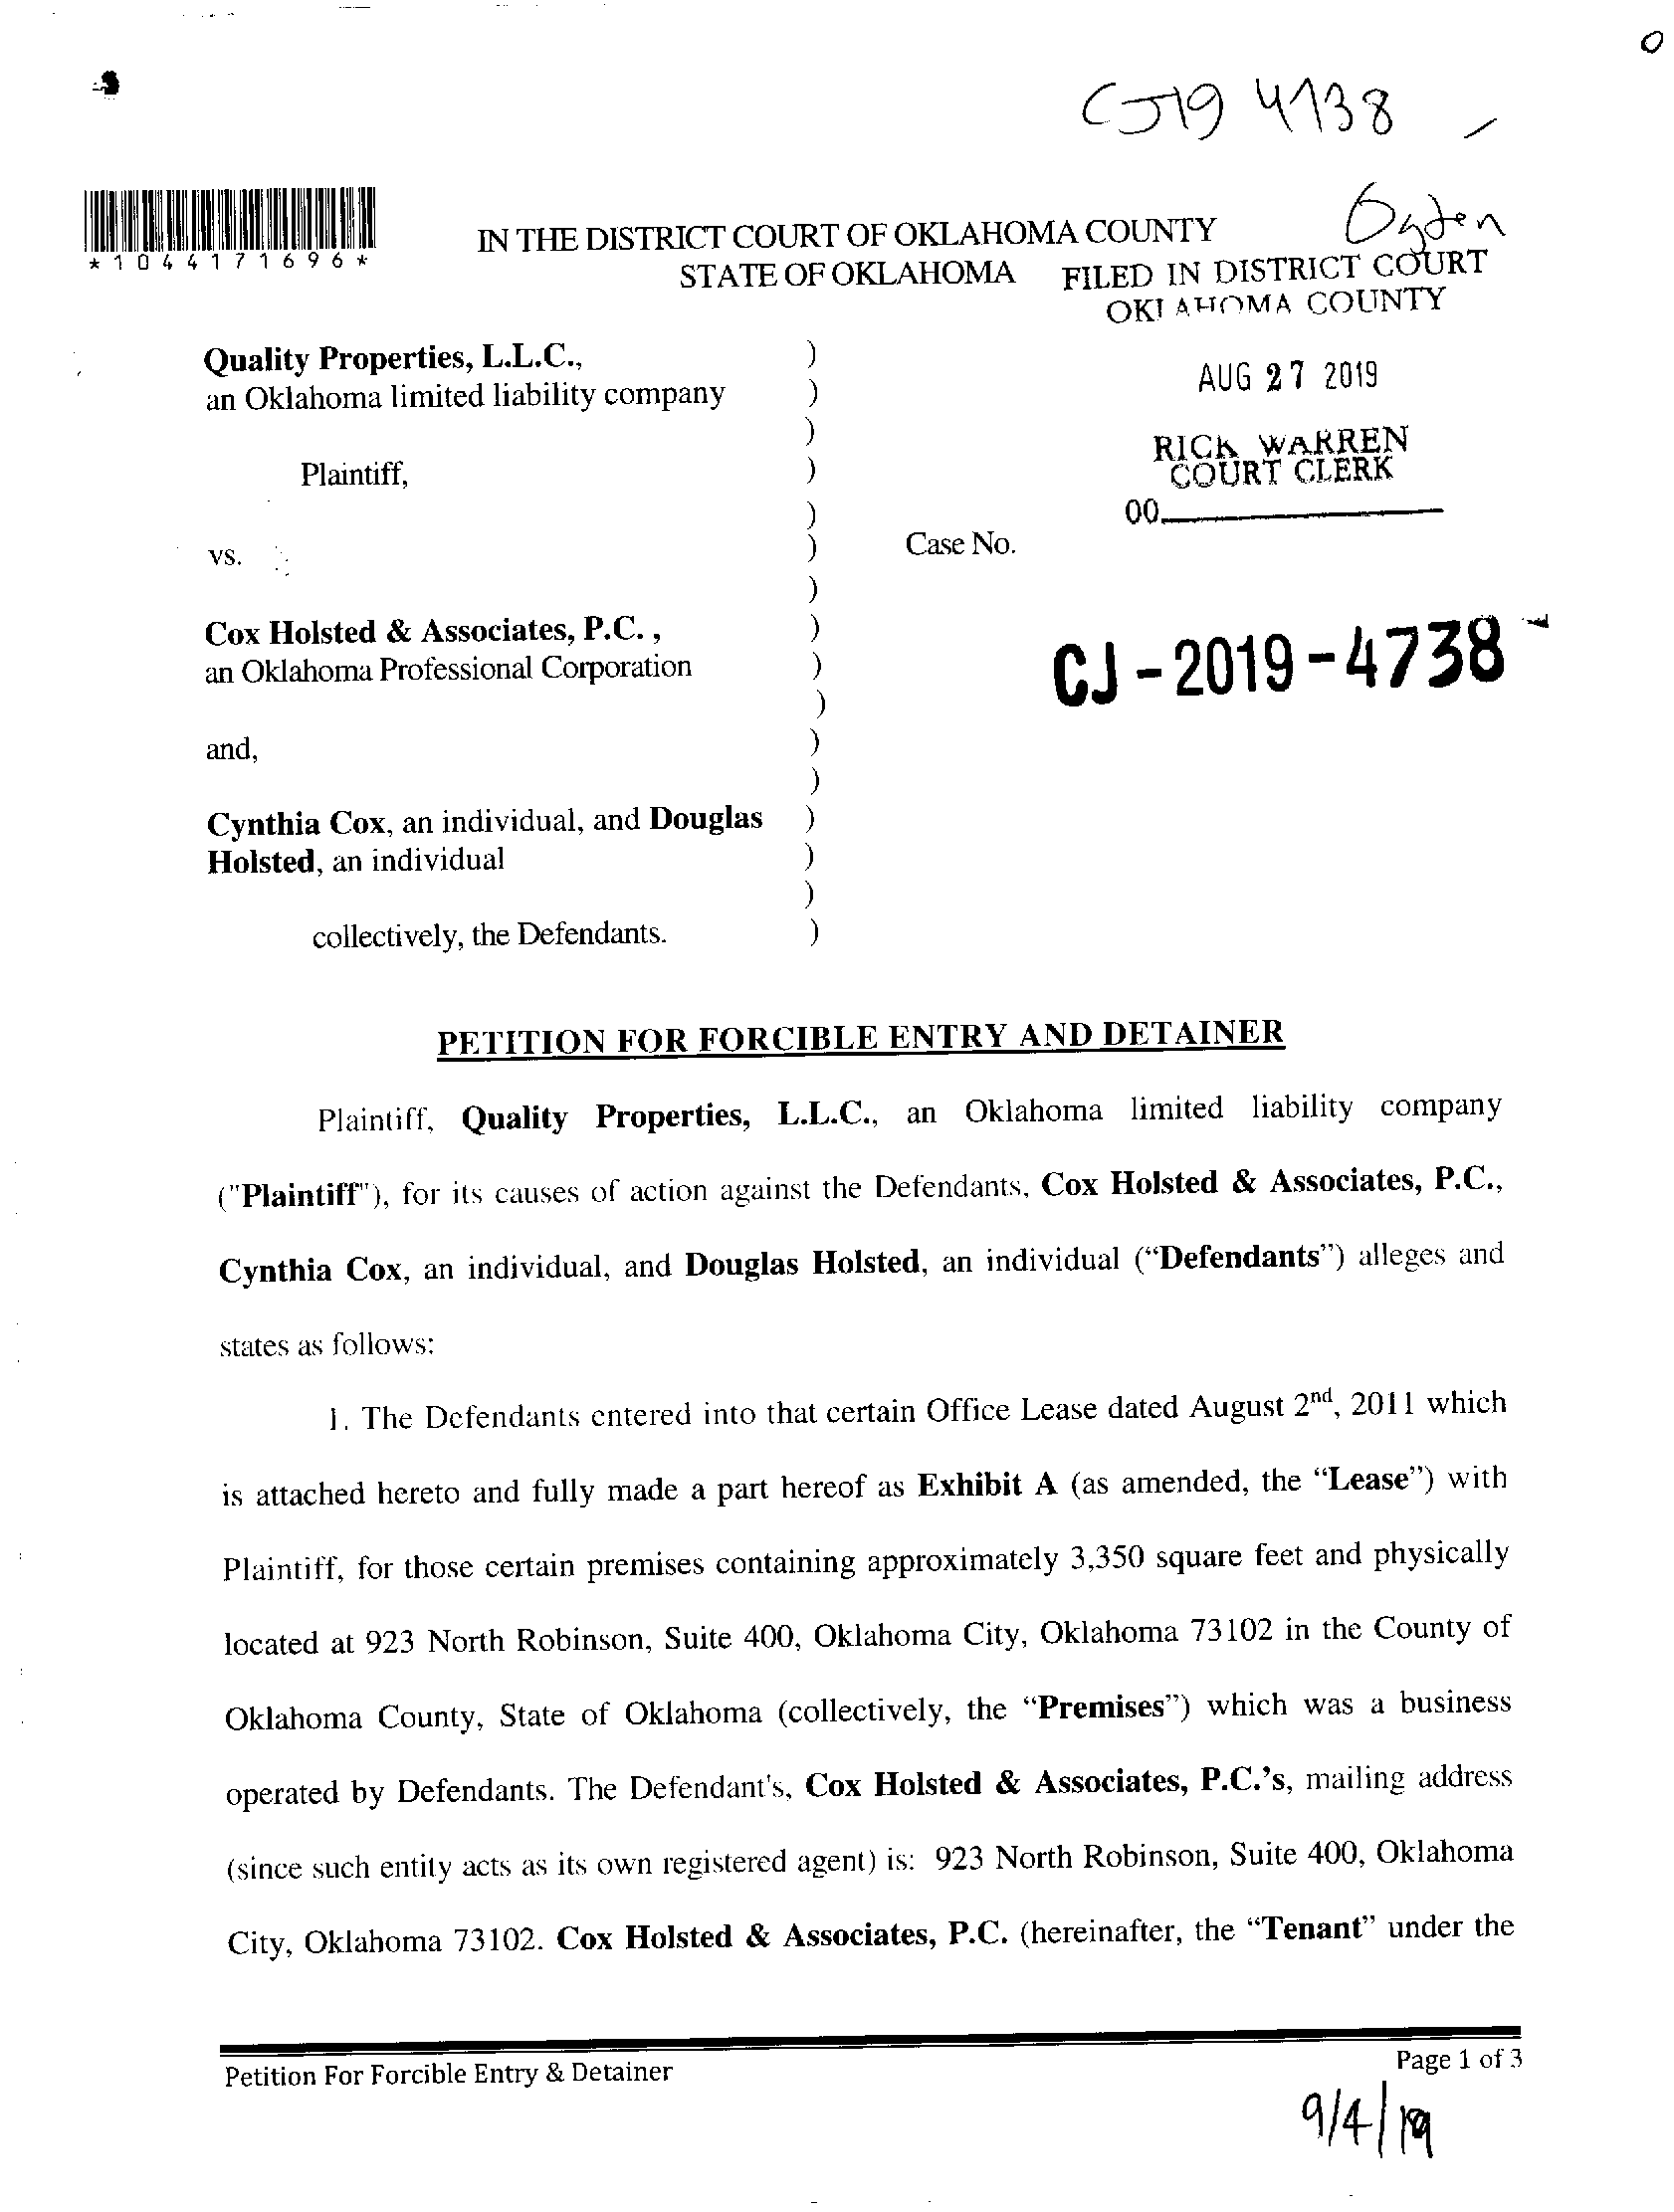 CJ19 4738
*1044171696*
Ogden
IN THE DISTRICT COURT OF OKLAHOMA COUNTY
STATE OF OKLAHOMA
FILED IN DISTRICT COURT
OKLAHOMA COUNTY
Quality Properties, L.L.C., )
an Oklahoma limited liability company )
)
AUG 27 2019
Plaintiff, )
RICK WARREN
COURT CLERK
)
00
vs. )
Case No.
)
Cox Holsted & Associates, P.C. , )
an Oklahoma Professional Corporation )
CJ-2019-4738
)
and, )
)
Cynthia Cox, an individual, and Douglas )
Holsted, an individual )
)
collectively, the Defendants. )
PETITION FOR FORCIBLE ENTRY AND DETAINER
Plaintiff, Quality Properties, L.L.C., an Oklahoma limited liability company
("Plaintiff"), for its causes of action against the Defendants, Cox Holsted & Associates, P.C.,
Cynthia Cox, an individual, and Douglas Holsted, an individual (“Defendants”) alleges and
states as follows:
1. The Defendants entered into that certain Office Lease dated August 2nd, 2011 which
is attached hereto and fully made a part hereof as Exhibit A (as amended, the “Lease”) with
Plaintiff, for those certain premises containing approximately 3,350 square feet and physically
located at 923 North Robinson, Suite 400, Oklahoma City, Oklahoma 73102 in the County of
Oklahoma County, State of Oklahoma (collectively, the “Premises”) which was a business
operated by Defendants. The Defendant's, Cox Holsted & Associates, P.C.’s, mailing address
(since such entity acts as its own registered agent) is: 923 North Robinson, Suite 400, Oklahoma
City, Oklahoma 73102. Cox Holsted & Associates, P.C. (hereinafter, the “Tenant” under the
Petition For Forcible Entry & Detainer
Page 1 of 3
9/4/19